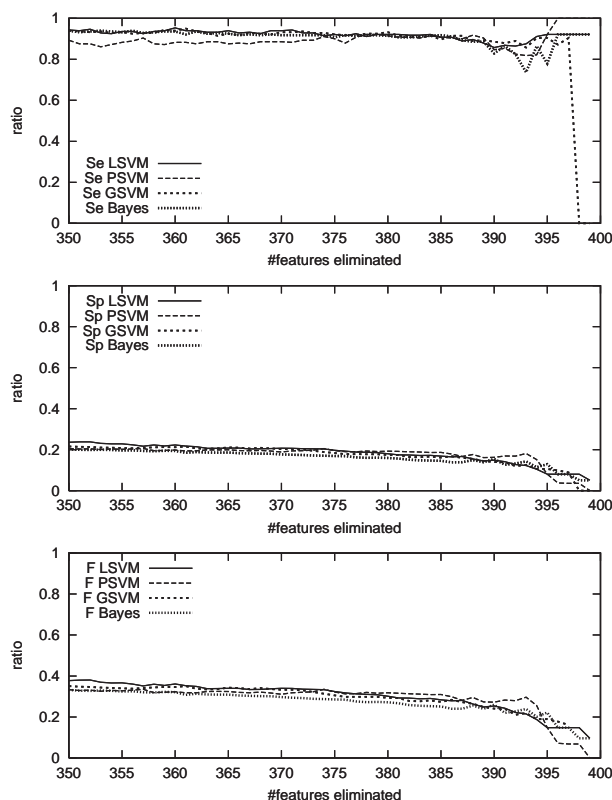 1
0.8
0.6
0.4
0.2
0
ratio
Se LSVM
Se PSVM
Se GSVM
Se Bayes
350 355 360 365 370 375 380 385 390 395 400
#features eliminated
1
0.8
0.6
0.4
0.2
0
ratio
Sp LSVM
Sp PSVM
Sp GSVM
Sp Bayes
350 355 360 365 370 375 380 385 390 395 400
#features eliminated
1
0.8
0.6
0.4
0.2
0
ratio
F LSVM
F PSVM
F GSVM
F Bayes
350 355 360 365 370 375 380 385 390 395 400
#features eliminated